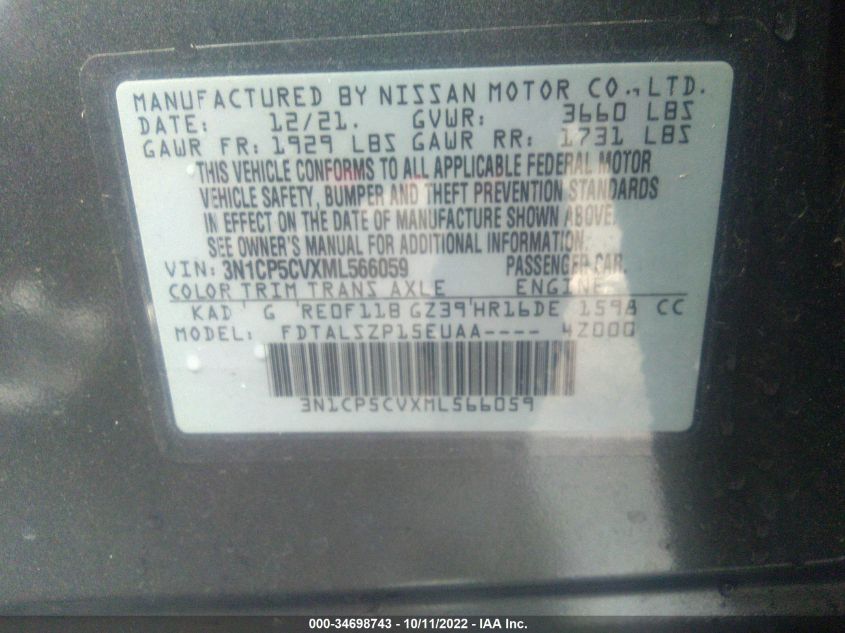 MANUFACTURED BY NISSAN MOTOR CO., LTD.
DATE: 12/21. GVWR: 3660 LBS
GAWR FR: 1929 LBS GAWR RR: 1731 LBS
THIS VEHICLE CONFORMS TO ALL APPLICABLE FEDERAL MOTOR
VEHICLE SAFETY, BUMPER AND THEFT PREVENTION STANDARDS
IN EFFECT ON THE DATE OF MANUFACTURE SHOWN ABOVE.
SEE OWNER'S MANUAL FOR ADDITIONAL INFORMATION.
VIN: 3N1CP5CVXML566059 PASSENGER CAR.
COLOR TRIM TRANS AXLE ENGINE
KAD G RE0F11B GZ39 HR16DE 1598 CC
MODEL: FDTALSZP15EUAA---- 4Z000
3N1CP5CVXML566059
000-34698743 - 10/11/2022 - IAA Inc.